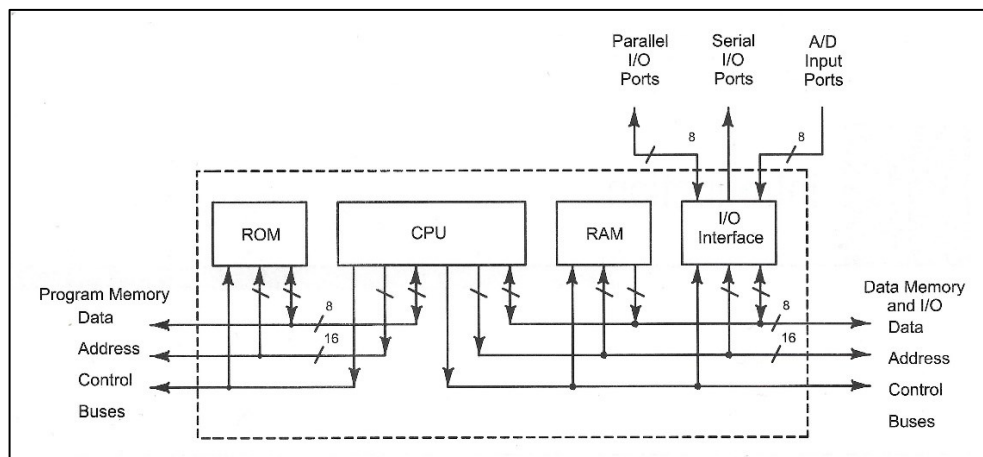 Parallel
I/O
Ports
Serial
I/O
Ports
A/D
Input
Ports
8
8
ROM
CPU
RAM
I/O
Interface
Program Memory
Data
Address
Control
Buses
8
16
Data Memory
and I/O
Data
Address
Control
Buses
8
16